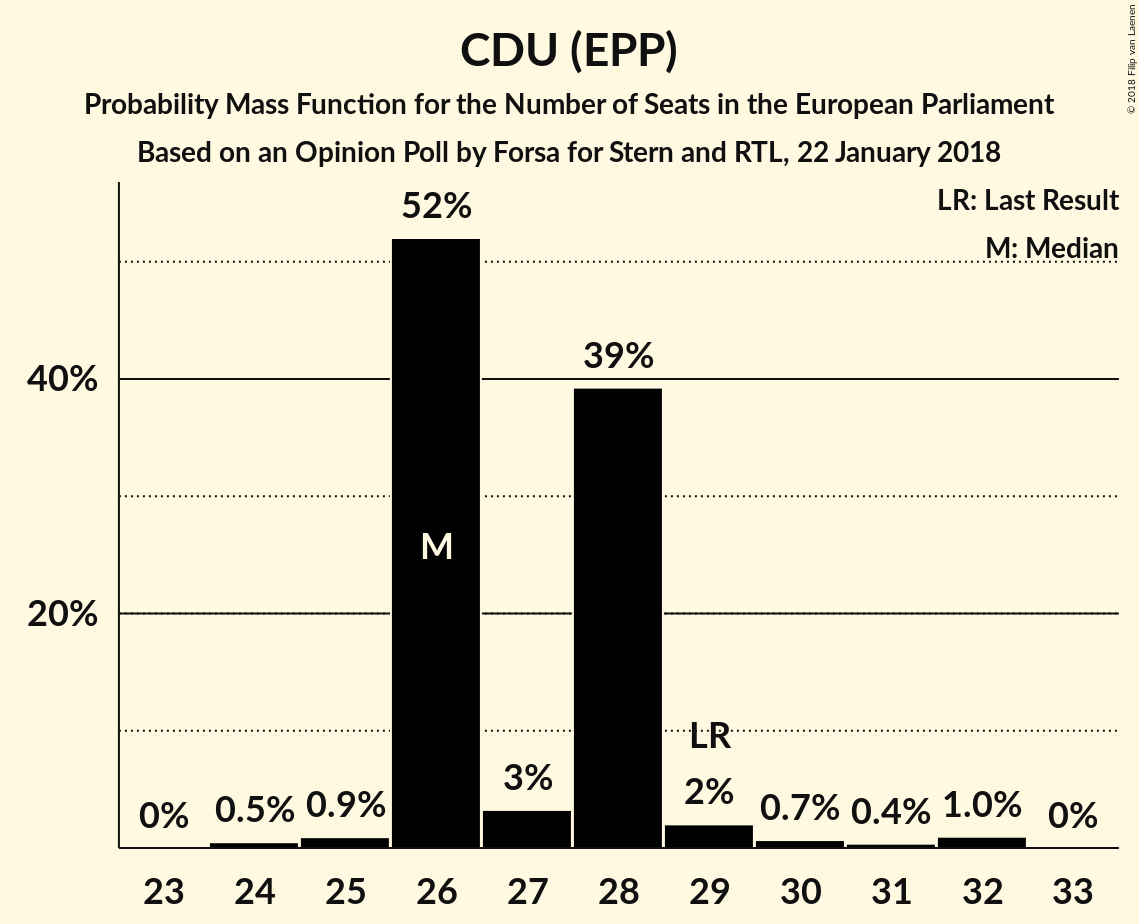 CDU (EPP)
Probability Mass Function for the Number of Seats in the European Parliament
Based on an Opinion Poll by Forsa for Stern and RTL, 22 January 2018
© 2018 Filip van Laenen
LR: Last Result
M: Median
40%
20%
0%
0.5%
0.9%
52%
M
3%
39%
LR
2%
0.7%
0.4%
1.0%
0%
23 24 25 26 27 28 29 30 31 32 33